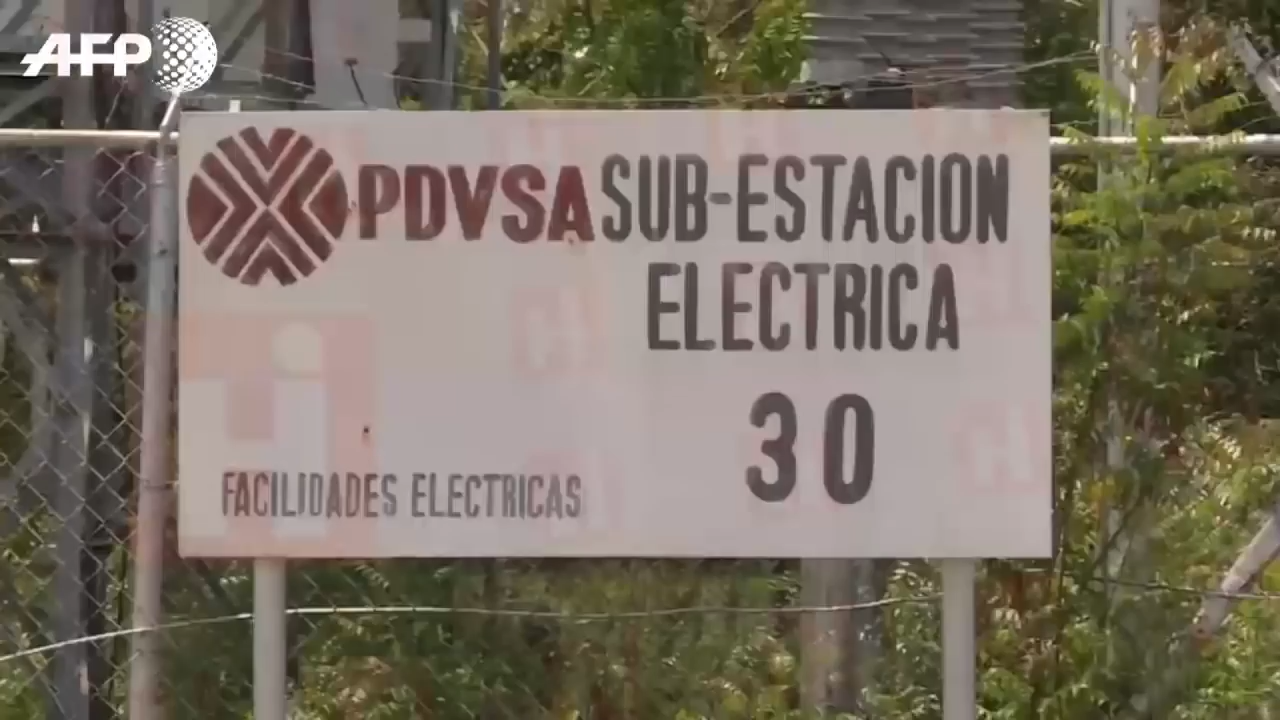 AFP
PDVSA SUB-ESTACION
ELECTRICA
30
FACILIDADES ELECTRICAS